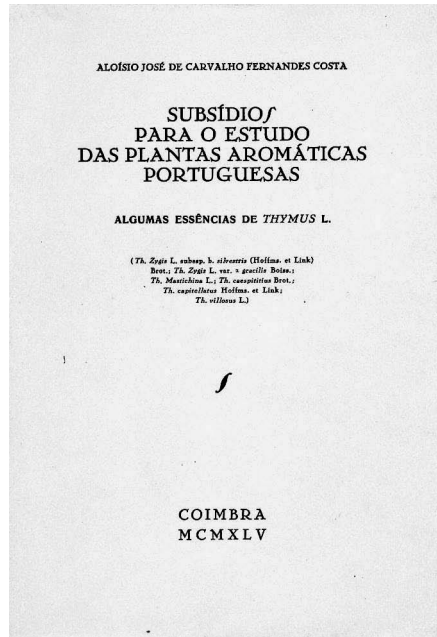 ALOÍSIO JOSÉ DE CARVALHO FERNANDES COSTA
SUBSÍDIOS
PARA O ESTUDO
DAS PLANTAS AROMÁTICAS
PORTUGUESAS
ALGUMAS ESSÊNCIAS DE THYMUS L.
(Th. Zygis L. subssp. b. silvestris (Hoffms. et Link)
Brot.; Th. Zygis L. var. α gracilis Boiss.;
Th. Mastichina L.; Th. caespititius Brot.;
Th. capitellatus Hoffms. et Link;
Th. villosus L.)
COIMBRA
MCMXLV